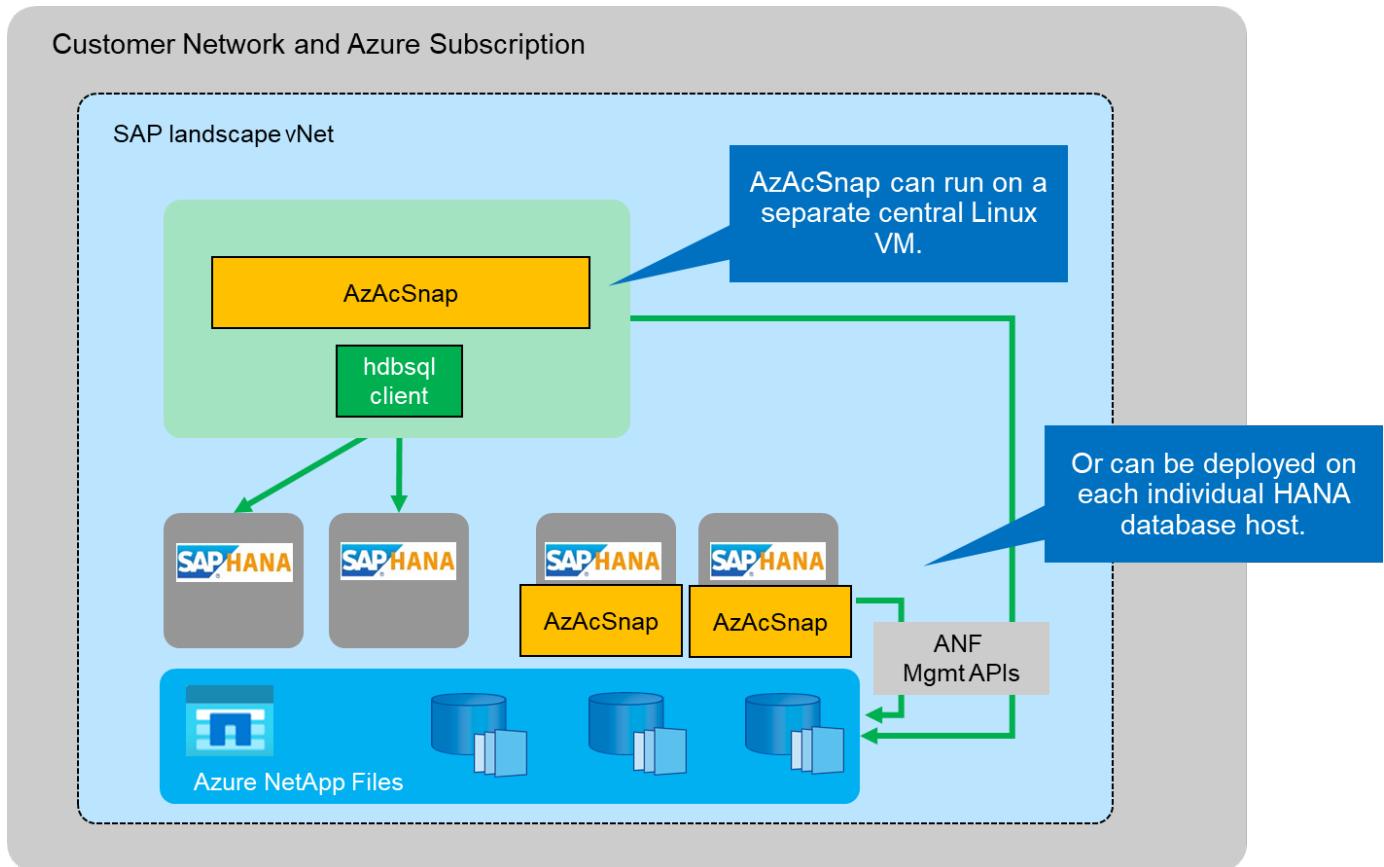 Customer Network and Azure Subscription
SAP landscape vNet
AzAcSnap can run on a
separate central Linux
VM.
AzAcSnap
hdbsql
client
Or can be deployed on
each individual HANA
database host.
SAP HANA
SAP HANA
SAP HANA
SAP HANA
AzAcSnap
AzAcSnap
ANF
Mgmt APIs
Azure NetApp Files